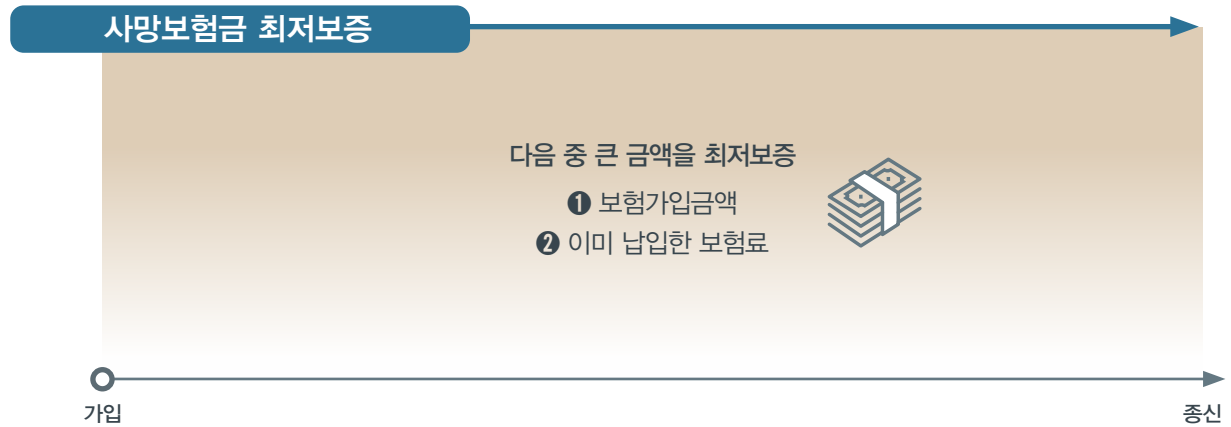 사망보험금 최저보증
다음 중 큰 금액을 최저보증
❶ 보험가입금액
❷ 이미 납입한 보험료
가입
종신